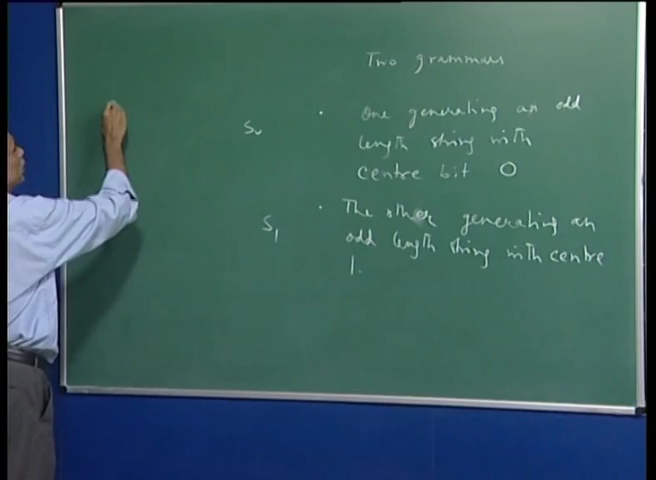 Two grammars
S₀ · One generating an odd
length string with
centre bit 0
S₁ · The other generating an
odd length string with centre
1.